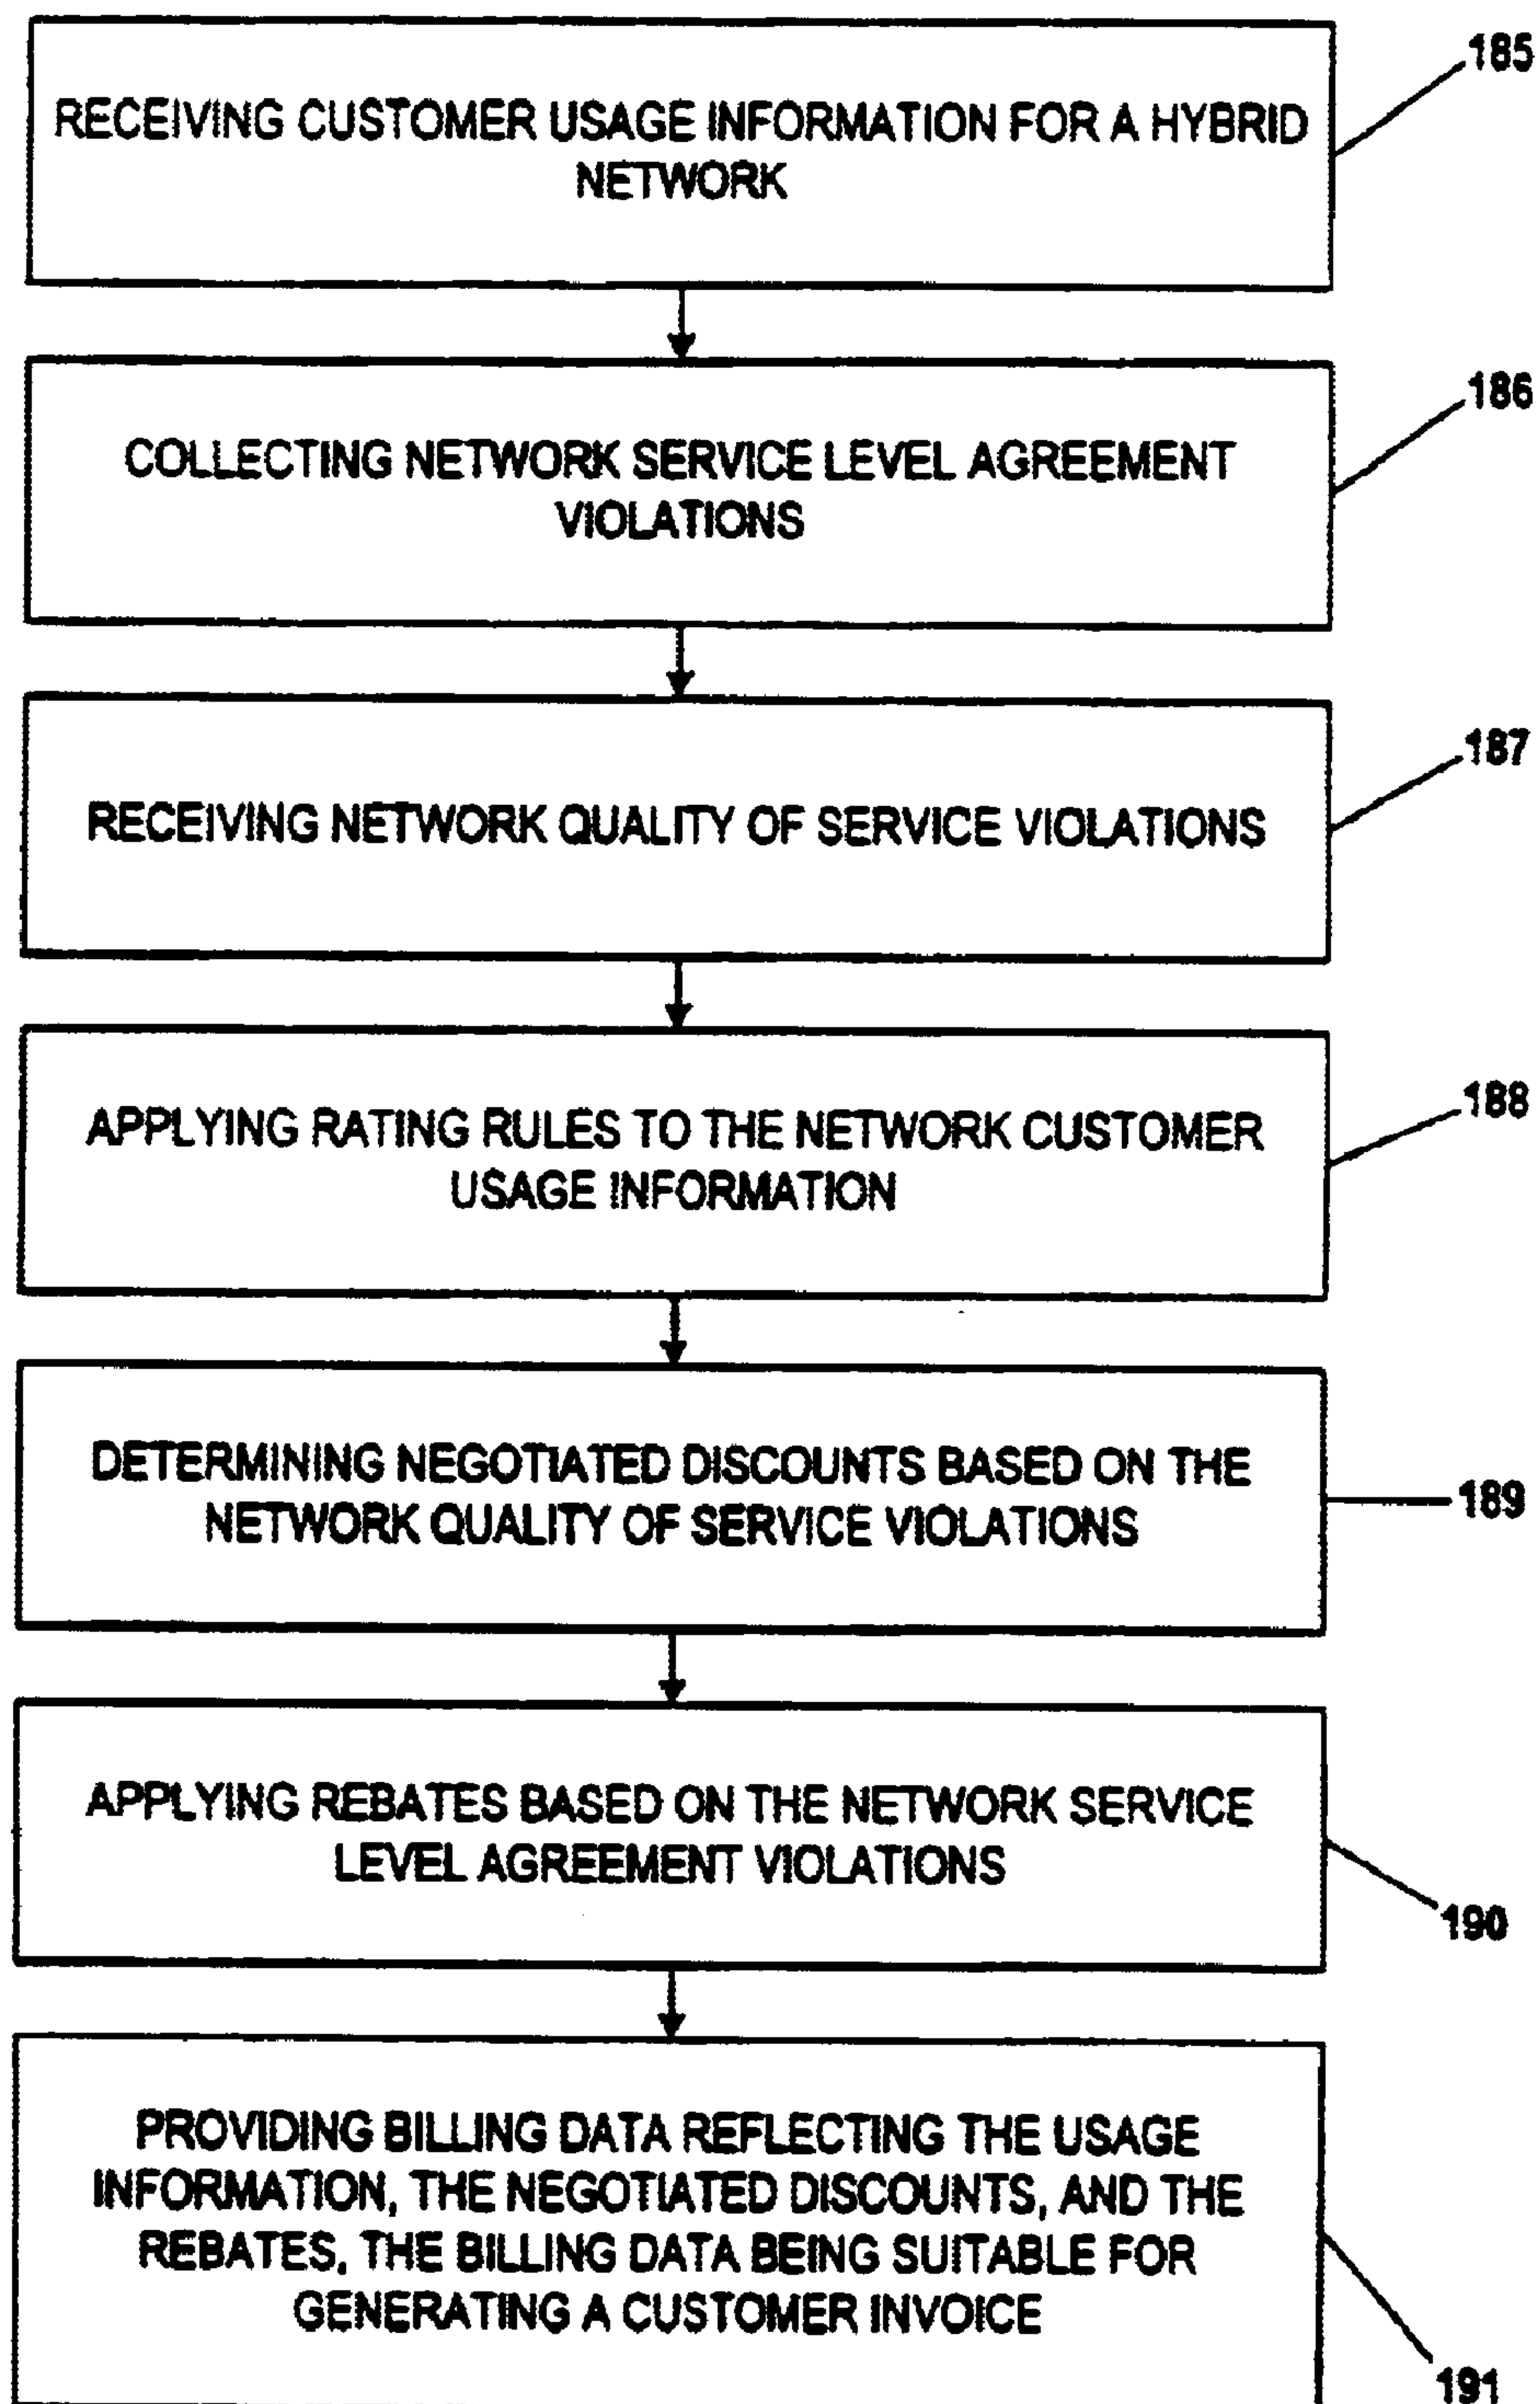 185
RECEIVING CUSTOMER USAGE INFORMATION FOR A HYBRID
NETWORK
186
COLLECTING NETWORK SERVICE LEVEL AGREEMENT
VIOLATIONS
187
RECEIVING NETWORK QUALITY OF SERVICE VIOLATIONS
188
APPLYING RATING RULES TO THE NETWORK CUSTOMER
USAGE INFORMATION
DETERMINING NEGOTIATED DISCOUNTS BASED ON THE
NETWORK QUALITY OF SERVICE VIOLATIONS
189
APPLYING REBATES BASED ON THE NETWORK SERVICE
LEVEL AGREEMENT VIOLATIONS
190
PROVIDING BILLING DATA REFLECTING THE USAGE
INFORMATION, THE NEGOTIATED DISCOUNTS, AND THE
REBATES, THE BILLING DATA BEING SUITABLE FOR
GENERATING A CUSTOMER INVOICE
191